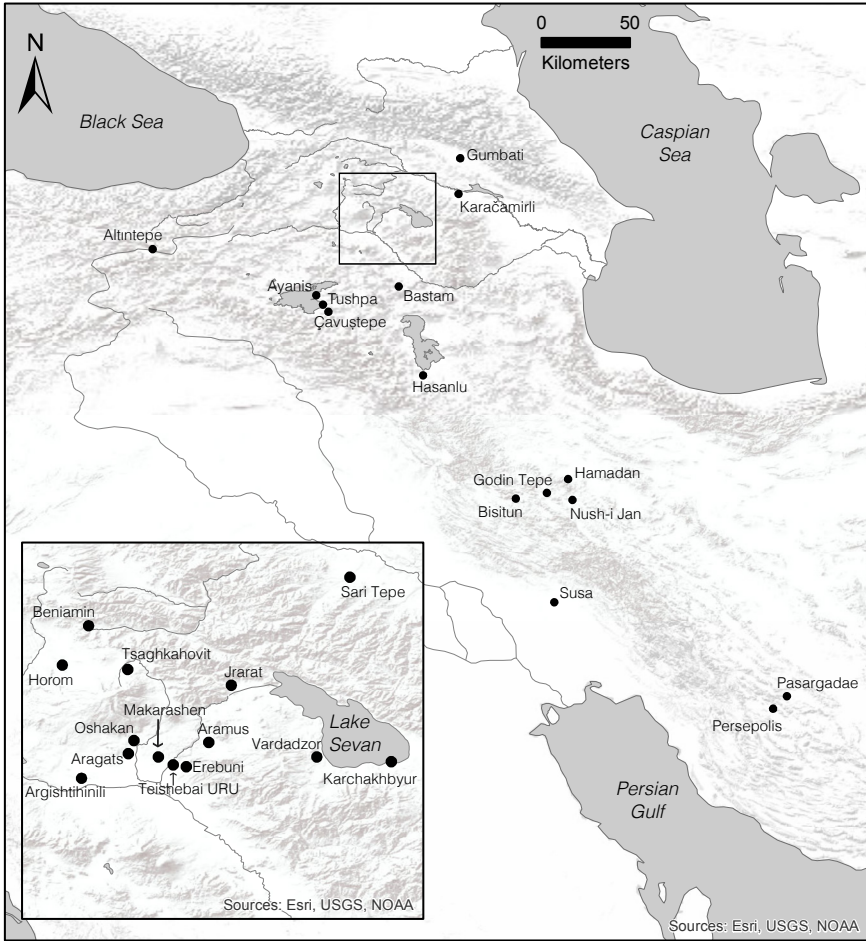 N
0 50
Kilometers
Black Sea
Caspian
Sea
Gumbati
Karačamirli
Altıntepe
Ayanis
Tushpa
Çavuştepe
Bastam
Hasanlu
Godin Tepe
Hamadan
Bisitun
Nush-i Jan
Susa
Pasargadae
Persepolis
Persian
Gulf
Sources: Esri, USGS, NOAA
Sari Tepe
Beniamin
Tsaghkahovit
Horom
Jrarat
Makarashen
Oshakan
Aramus
Lake
Sevan
Vardadzor
Aragats
Erebuni
Karchakhbyur
Argishtihinili
Teishebai URU
Sources: Esri, USGS, NOAA